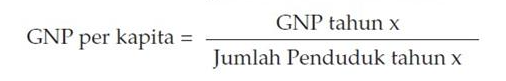 GNP per kapita = GNP tahun x
Jumlah Penduduk tahun x